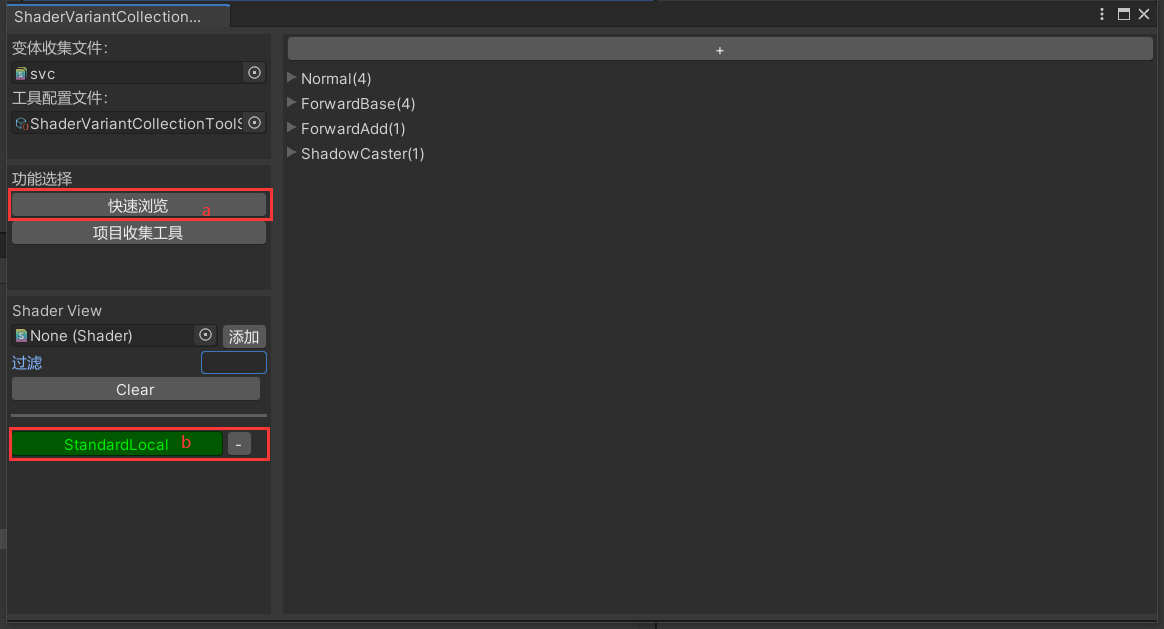 ShaderVariantCollection...
变体收集文件:
svc
工具配置文件:
ShaderVariantCollectionToolS
功能选择
快速浏览 a
项目收集工具
Shader View
None (Shader) 添加
过滤
Clear
StandardLocal b -
+
Normal(4)
ForwardBase(4)
ForwardAdd(1)
ShadowCaster(1)